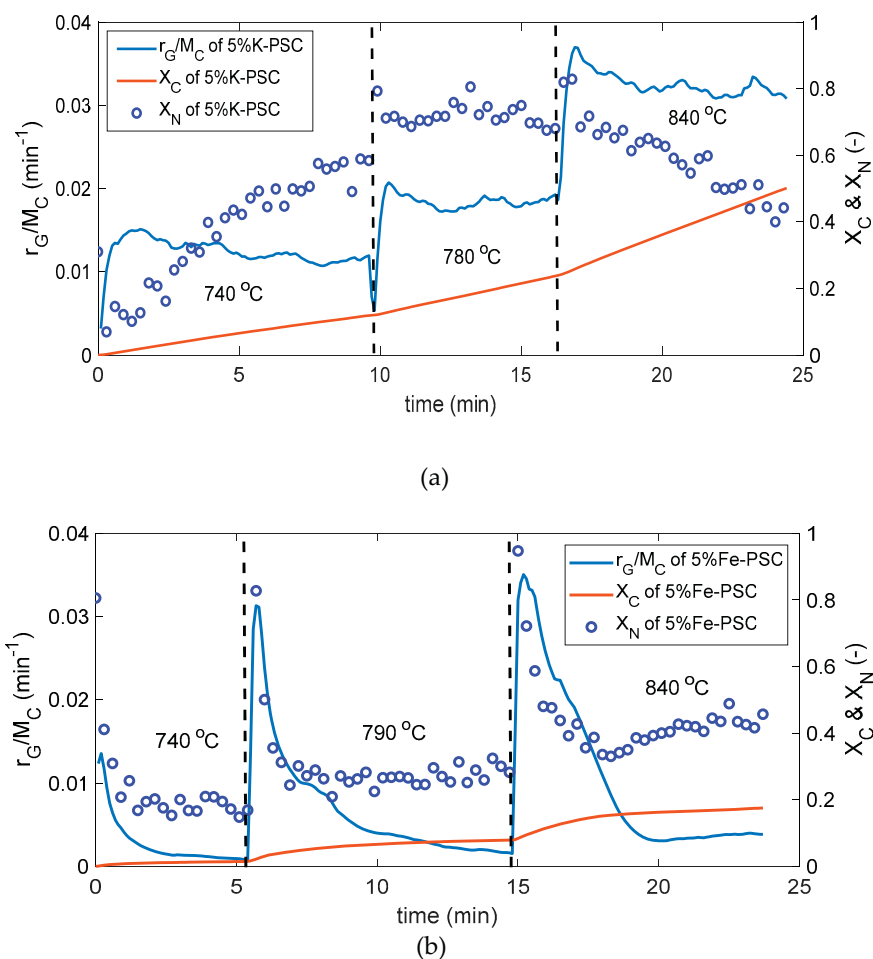 0.04
0.03
0.02
0.01
0
r_G/M_C (min⁻¹)
r_G/M_C of 5%K-PSC
X_C of 5%K-PSC
X_N of 5%K-PSC
740 °C
780 °C
840 °C
1
0.8
0.6
0.4
0.2
0
X_C & X_N (-)
0 5 10 15 20 25
time (min)
(a)
0.04
0.03
0.02
0.01
0
r_G/M_C (min⁻¹)
r_G/M_C of 5%Fe-PSC
X_C of 5%Fe-PSC
X_N of 5%Fe-PSC
740 °C
790 °C
840 °C
1
0.8
0.6
0.4
0.2
0
X_C & X_N (-)
0 5 10 15 20 25
time (min)
(b)